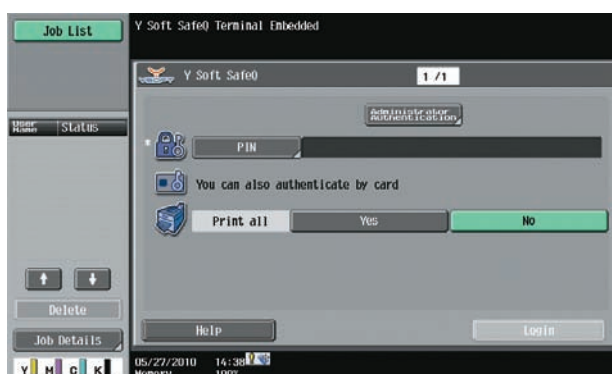 Job List
Y Soft SafeQ Terminal Embedded
Y Soft SafeQ
1 /1
Administrator
Authentication
User
Name
Status
* PIN
You can also authenticate by card
Print all
Yes
No
Delete
Job Details
Help
Login
Y M C K
05/27/2010 14:38
Memory 100%